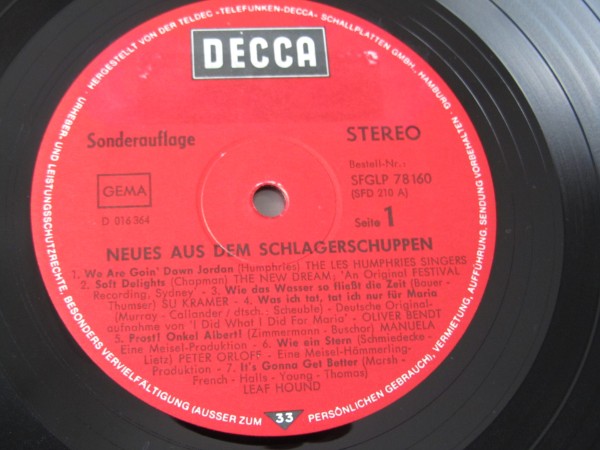 HERGESTELLT VON DER TELDEC »TELEFUNKEN-DECCA« SCHALLPLATTEN GMBH., HAMBURG · SENDUNG VORBEHALTEN
URHEBER- UND LEISTUNGSSCHUTZRECHTE, BESONDERS VERVIELFÄLTIGUNG (AUSSER ZUM PERSÖNLICHEN GEBRAUCH), VERMIETUNG, AUFFÜHRUNG,
DECCA
Sonderauflage
STEREO
Bestell-Nr.:
SFGLP 78160
(SFD 210 A)
GEMA
D 016 364
Seite 1
NEUES AUS DEM SCHLAGERSCHUPPEN
1. We Are Goin' Down Jordan (Humphries) THE LES HUMPHRIES SINGERS
2. Soft Delights (Chapman) THE NEW DREAM, 'An Original FESTIVAL
Recording, Sydney' - 3. Wie das Wasser so fließt die Zeit (Bauer -
Thumser) SU KRAMER - 4. Was ich tat, tat ich nur für Maria
(Murray - Callander / dtsch.: Scheuble) - Deutsche Original-
aufnahme von 'I Did What I Did For Maria' - OLIVER BENDT
5. Prost! Onkel Albert! (Zimmermann - Buschor) MANUELA
Eine Meisel-Produktion - 6. Wie ein Stern (Schmiedecke -
Lietz) PETER ORLOFF - Eine Meisel-Hämmerling-
Produktion - 7. It's Gonna Get Better (Marsh -
French - Halls - Young - Thomas)
LEAF HOUND
33